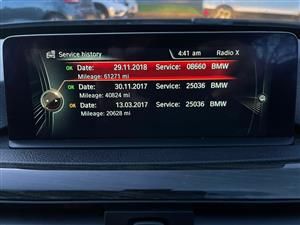 Service history 4:41 am Radio X
OK Date: 29.11.2018 Service: 08660 BMW
Mileage: 61271 mi
OK Date: 30.11.2017 Service: 25036 BMW
Mileage: 40824 mi
OK Date: 13.03.2017 Service: 25036 BMW
Mileage: 20628 mi